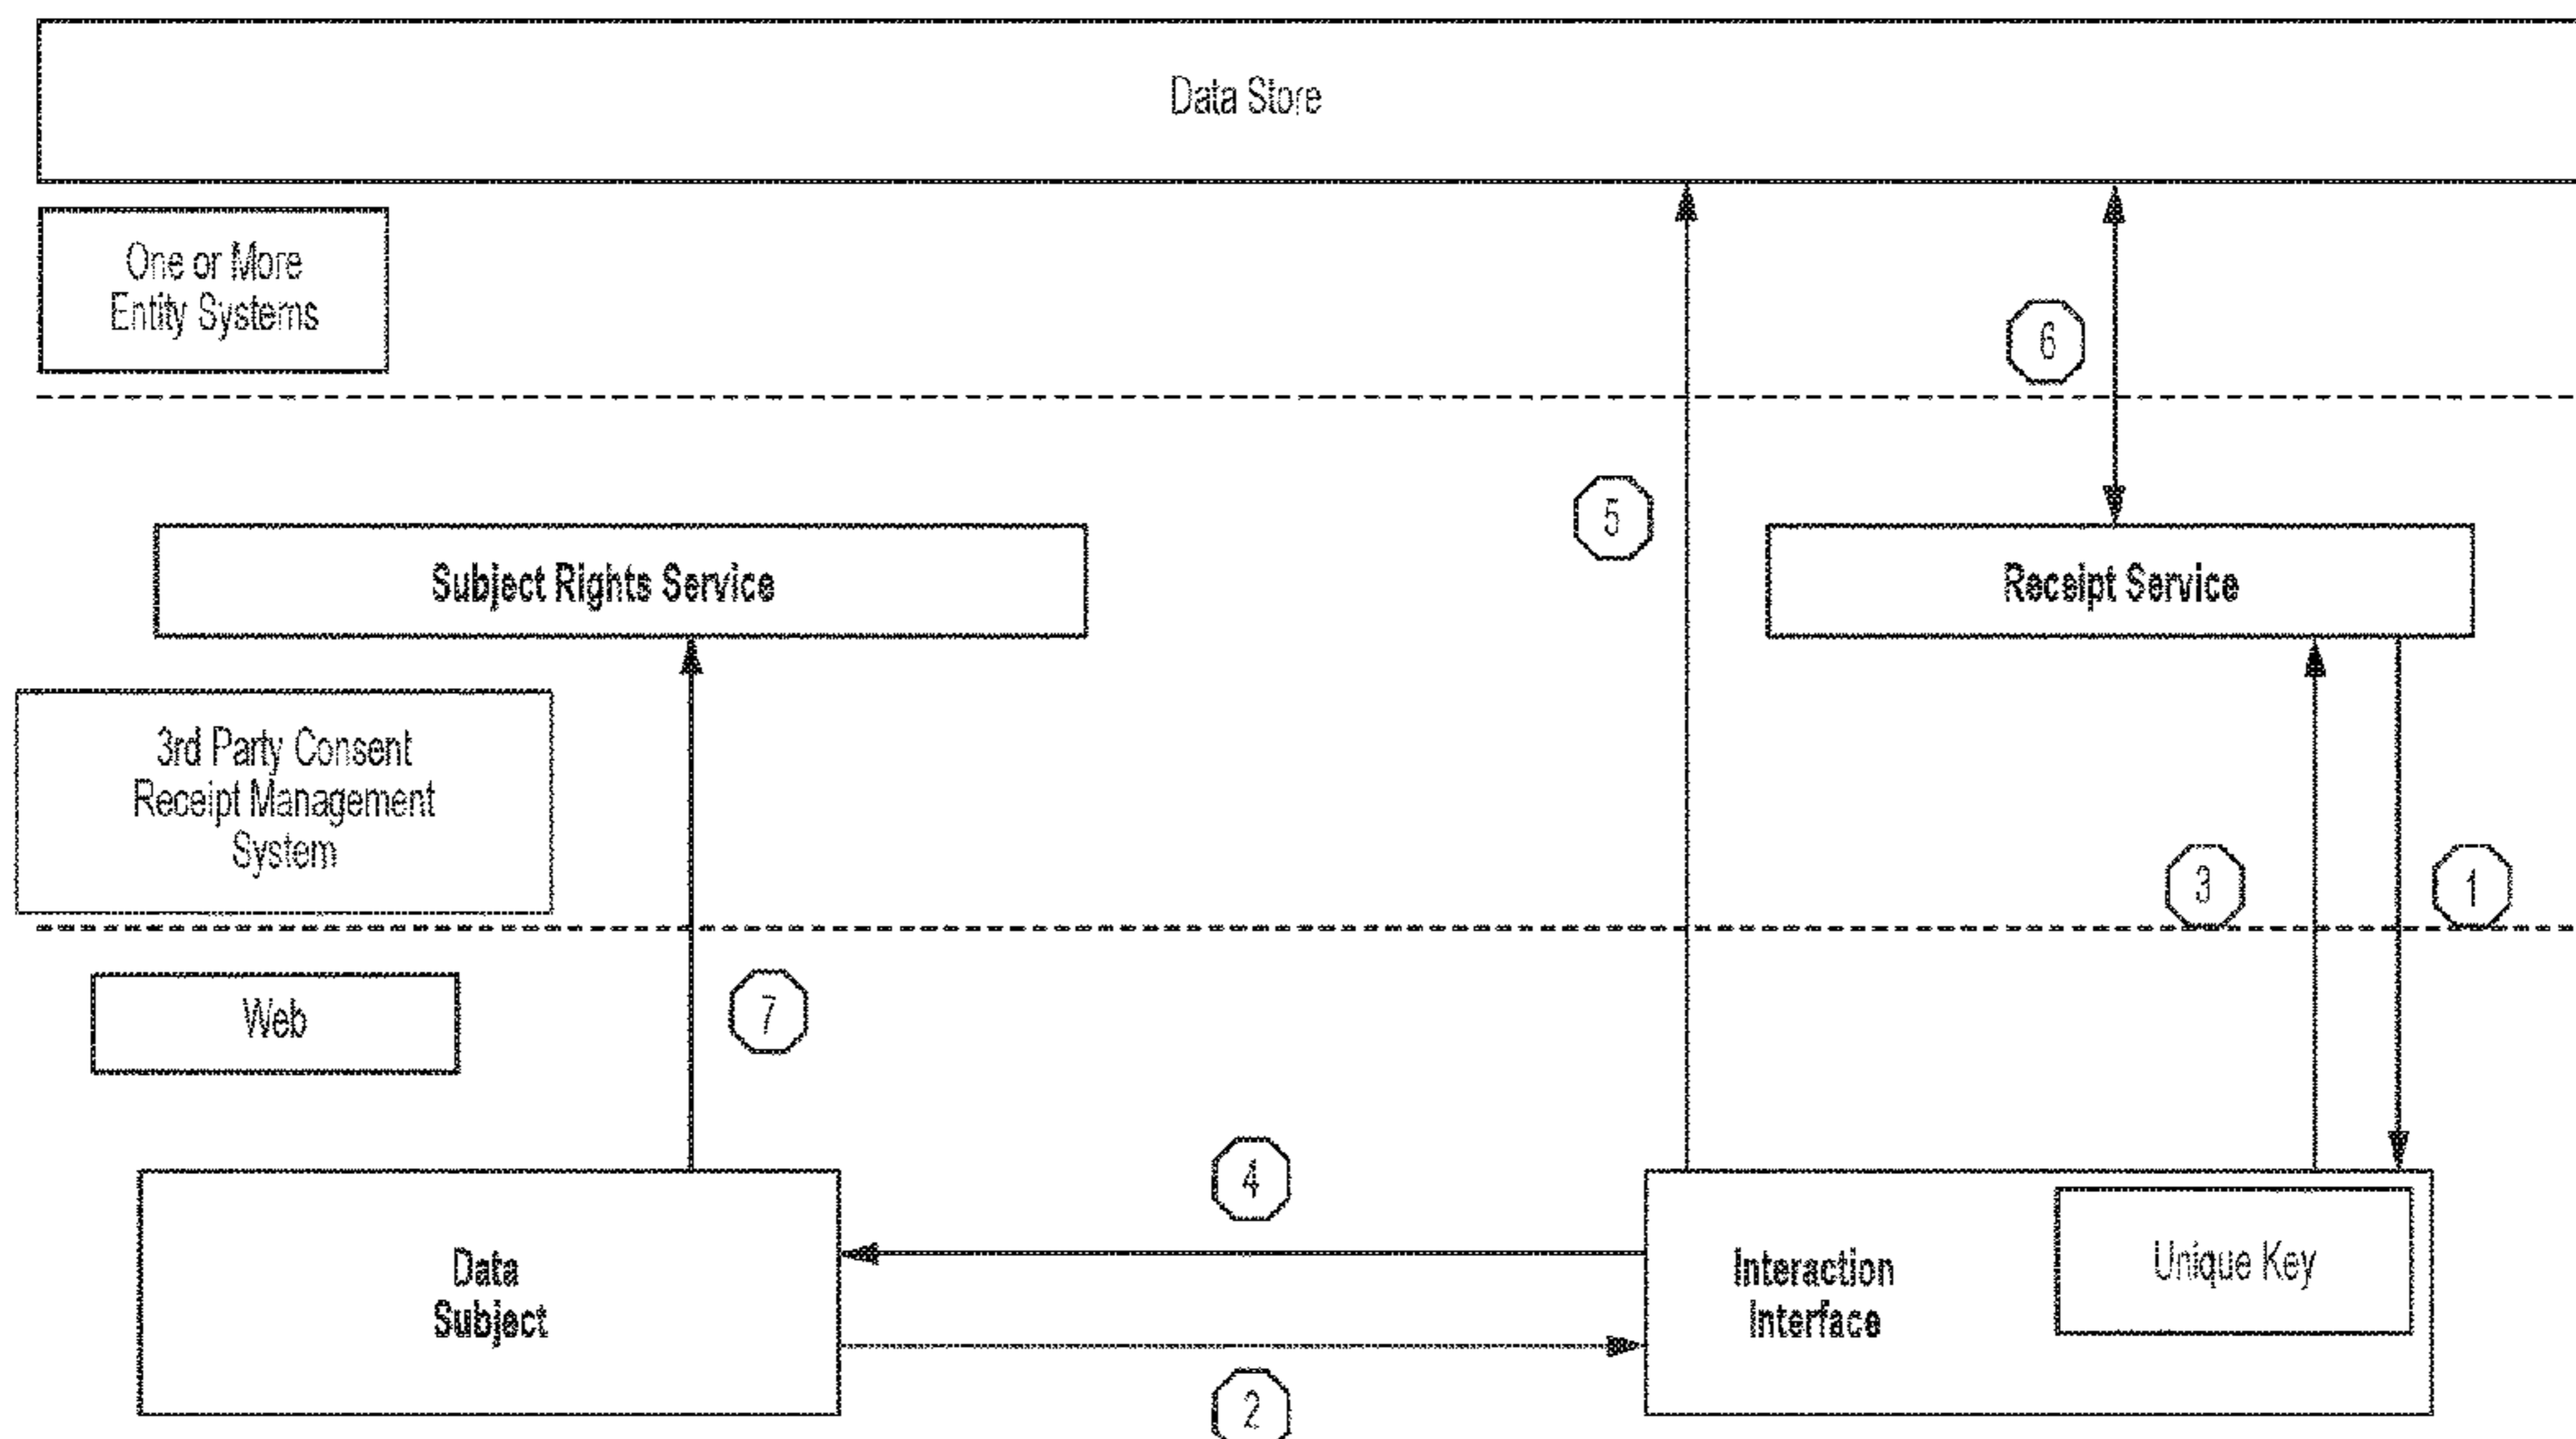 Data Store
One or More
Entity Systems
6
5
Subject Rights Service
Receipt Service
3rd Party Consent
Receipt Management
System
3
1
Web
7
4
Data
Subject
Interaction
Interface
Unique Key
2